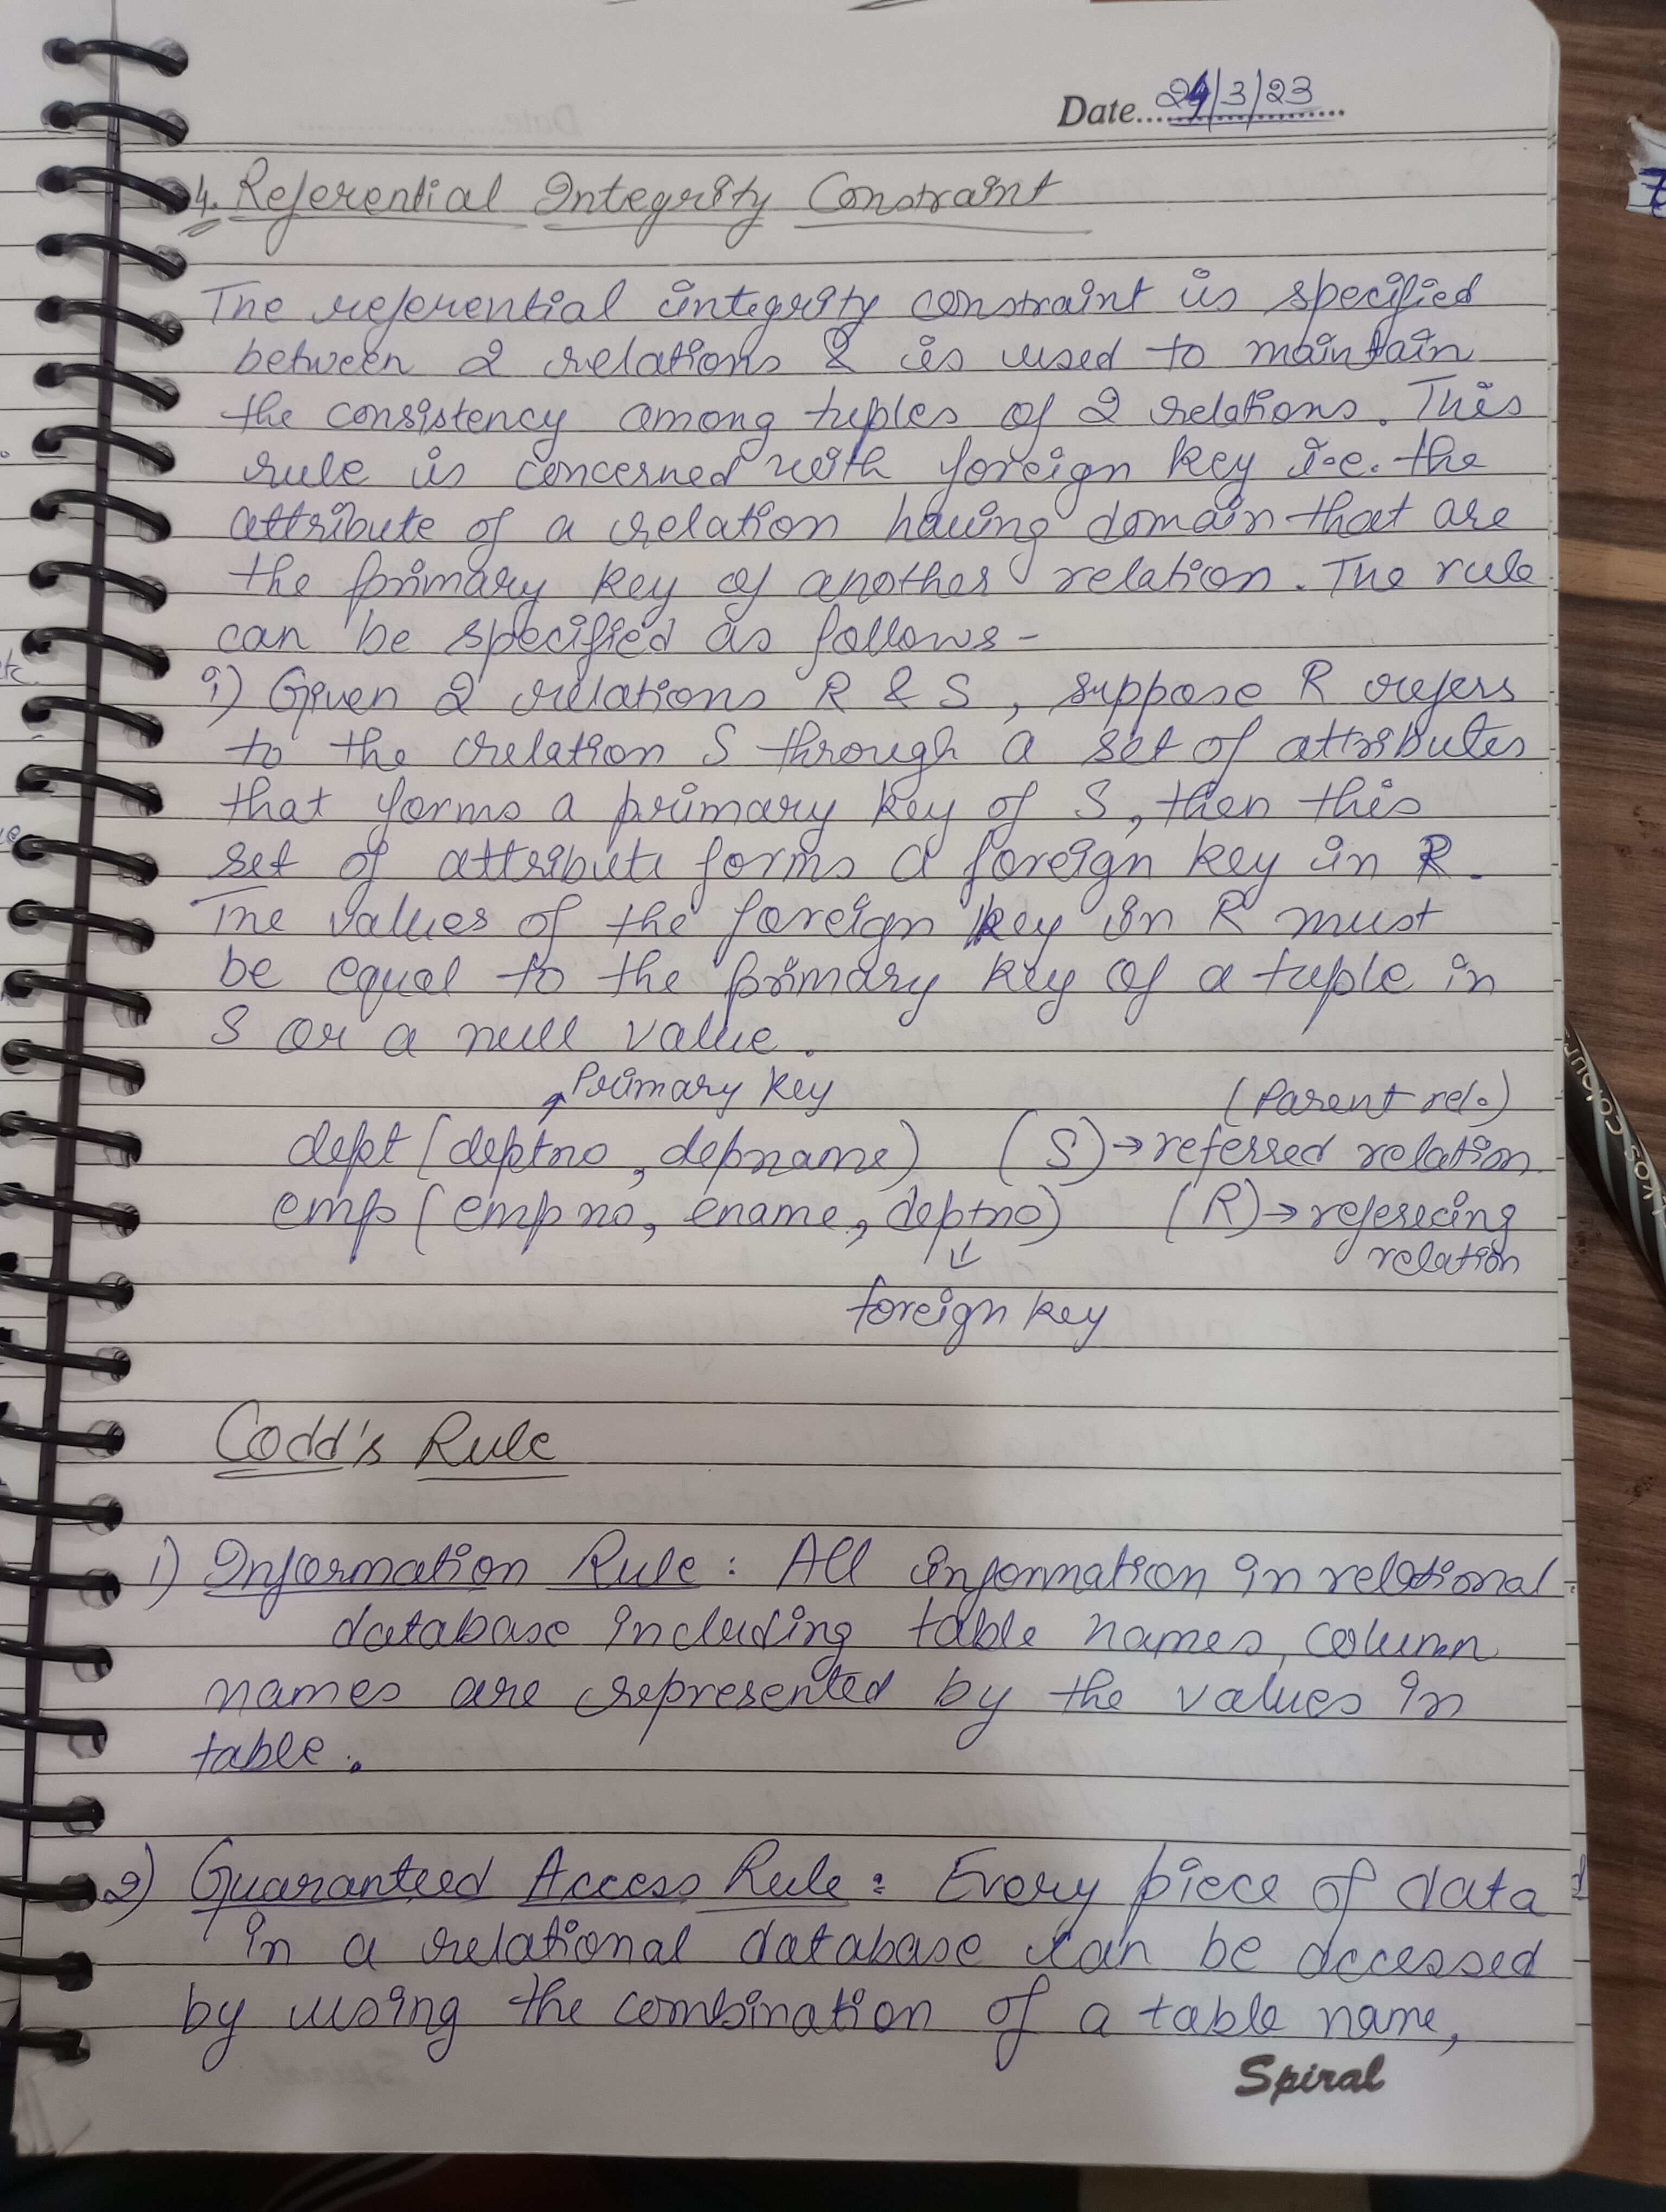 Date....24/3/23....
4. Referential Integrity Constraint
The referential integrity constraint is specified
between 2 relations & is used to maintain
the consistency among tuples of 2 relations. This
rule is concerned with foreign key i.e. the
attribute of a relation having domain that are
the primary key of another relation. The rule
can be specified as follows -
i) Given 2 relations R & S, suppose R refers
to the relation S through a set of attributes
that forms a primary key of S, then this
set of attribute forms a foreign key in R.
The values of the foreign key in R must
be equal to the primary key of a tuple in
S or a null value.
Primary key (Parent rel.)
dept (deptno, depname) (S)→ referred relation
emp (empno, ename, deptno) (R)→
relation
foreign key
Codd's Rule
1) Information Rule : All information in relational
database including table names, column
names are represented by the values in
table.
2) Guaranteed Access Rule : Every piece of data
in a relational database can be accessed
by using the combination of a table name,
Spiral